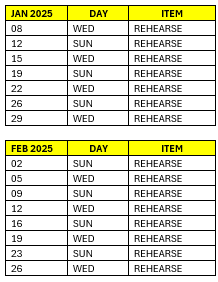 JAN 2025 DAY ITEM
08 WED REHEARSE
12 SUN REHEARSE
15 WED REHEARSE
19 SUN REHEARSE
22 WED REHEARSE
26 SUN REHEARSE
29 WED REHEARSE
FEB 2025 DAY ITEM
02 SUN REHEARSE
05 WED REHEARSE
09 SUN REHEARSE
12 WED REHEARSE
16 SUN REHEARSE
19 WED REHEARSE
23 SUN REHEARSE
26 WED REHEARSE